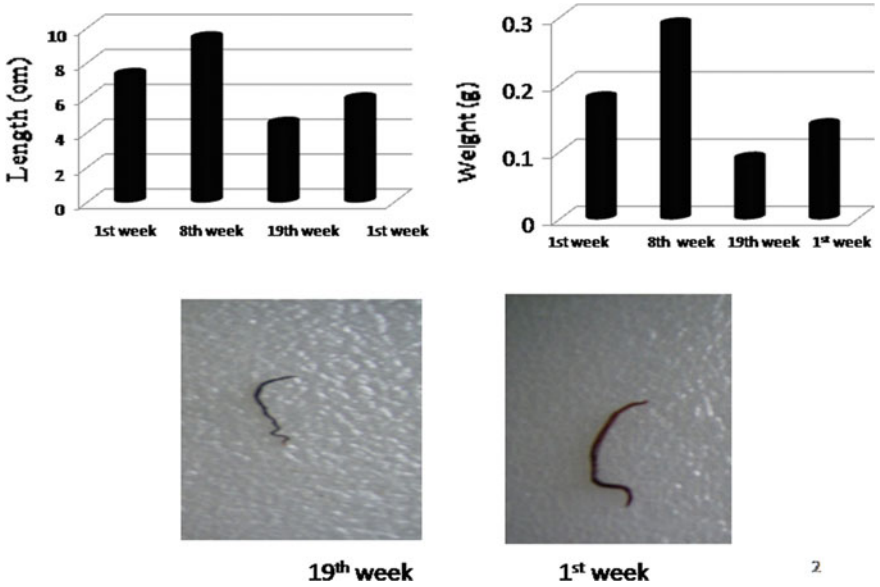 Length (cm)
10
8
6
4
2
0
1st week 8th week 19th week 1st week
Weight (g)
0.3
0.2
0.1
0
1st week 8th week 19th week 1st week
19th week 1st week 2